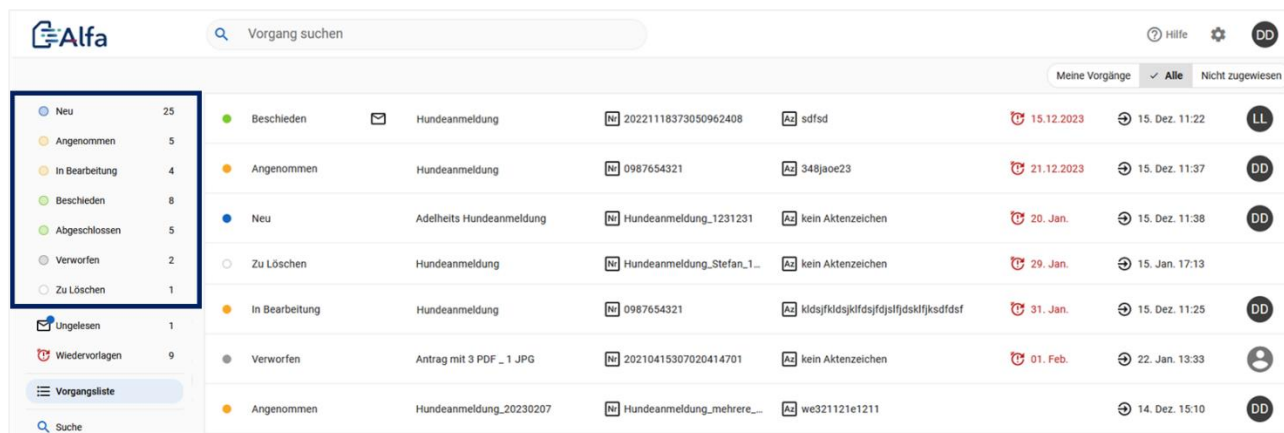 Alfa
Vorgang suchen
Hilfe
DD
Meine Vorgänge Alle Nicht zugewiesen
Neu 25
Angenommen 5
In Bearbeitung 4
Beschieden 8
Abgeschlossen 5
Verworfen 2
Zu Löschen 1
Ungelesen 1
Wiedervorlagen 9
Vorgangsliste
Suche
Beschieden Hundeanmeldung Nr 20221118373050962408 Az sdfsd 15.12.2023 15. Dez. 11:22 LL
Angenommen Hundeanmeldung Nr 0987654321 Az 348jaoe23 21.12.2023 15. Dez. 11:37 DD
Neu Adelheits Hundeanmeldung Nr Hundeanmeldung_1231231 Az kein Aktenzeichen 20. Jan. 15. Dez. 11:38 DD
Zu Löschen Hundeanmeldung Nr Hundeanmeldung_Stefan_1... Az kein Aktenzeichen 29. Jan. 15. Jan. 17:13
In Bearbeitung Hundeanmeldung Nr 0987654321 Az kldsjfkldsjklfdsjfdjslfjdsklfjksdfdsf 31. Jan. 15. Dez. 11:25 DD
Verworfen Antrag mit 3 PDF _ 1 JPG Nr 20210415307020414701 Az kein Aktenzeichen 01. Feb. 22. Jan. 13:33
Angenommen Hundeanmeldung_20230207 Nr Hundeanmeldung_mehrere_... Az we321121e1211 14. Dez. 15:10 DD